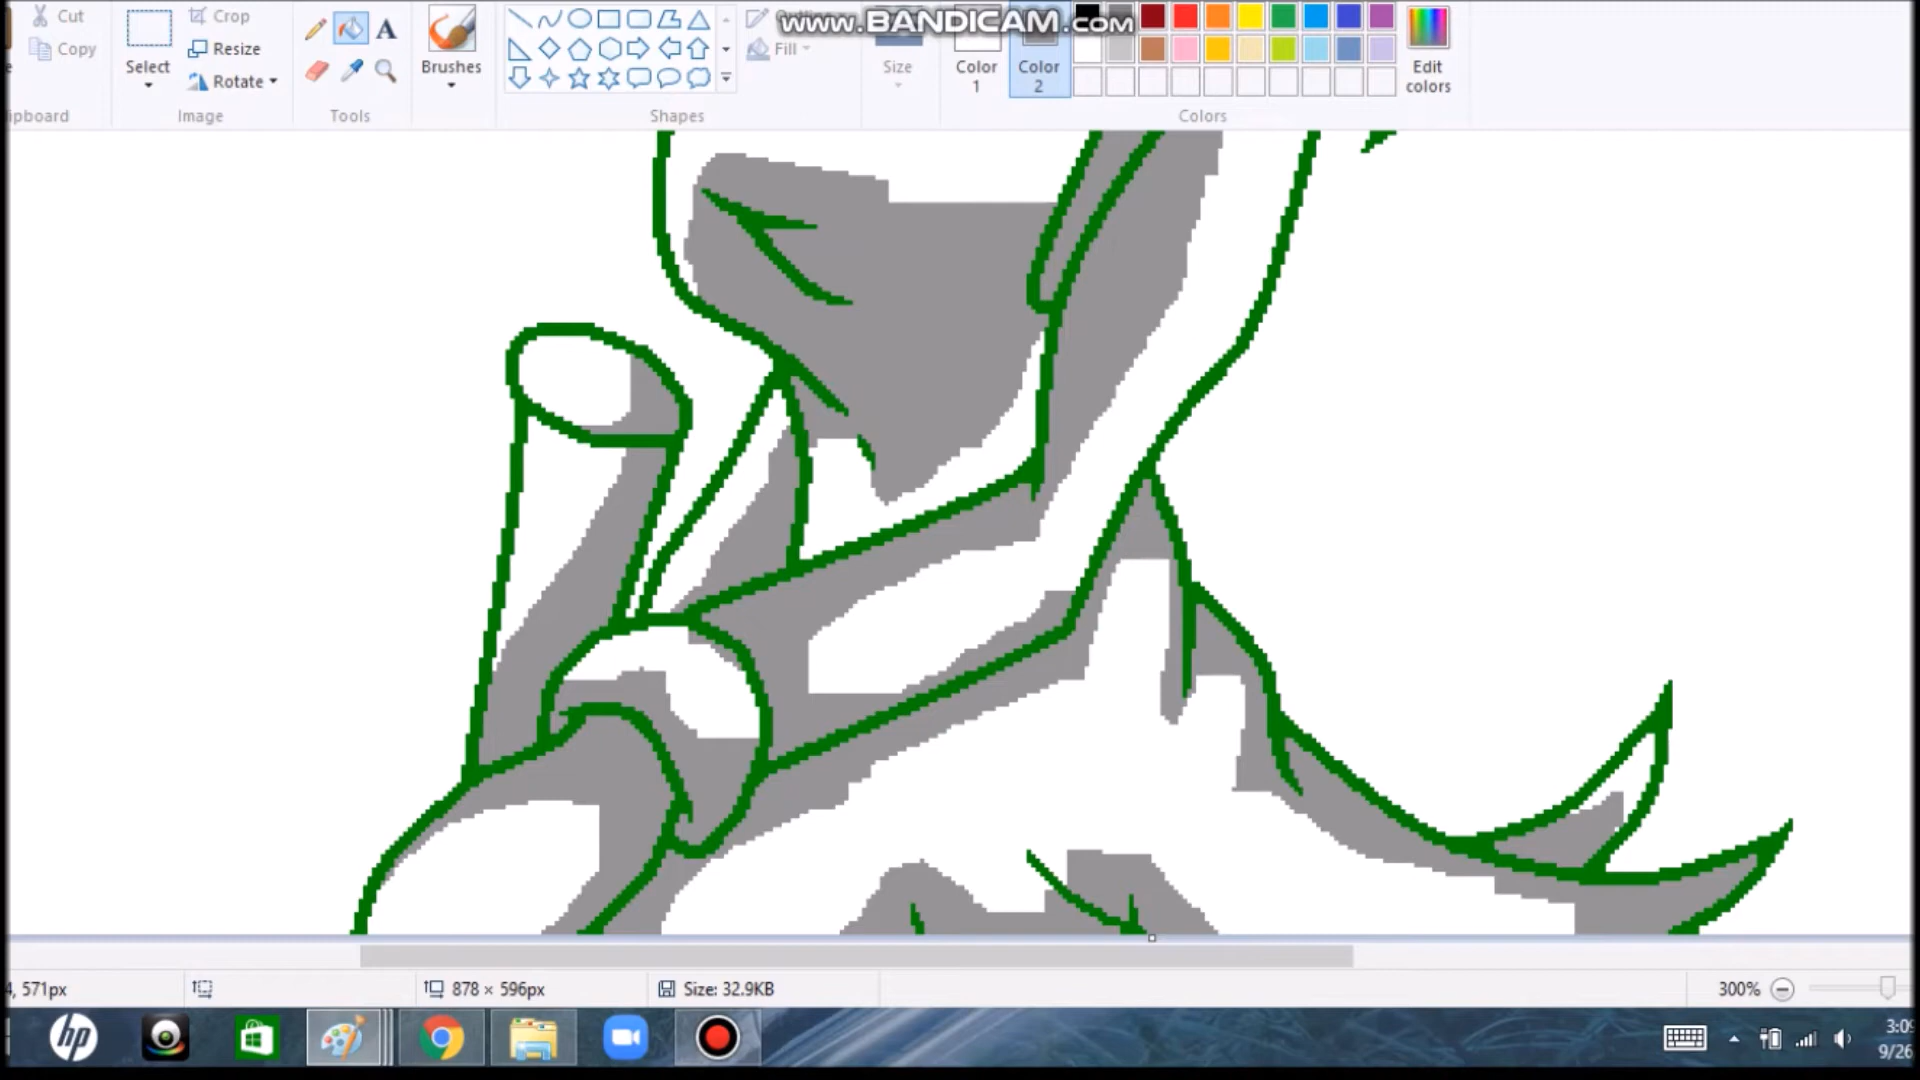 Cut
Crop
www.BANDICAM.com
Copy
Resize
Fill
Select
Rotate
A
Brushes
Size
Color
1
Color
2
Edit
colors
ipboard
Image
Tools
Shapes
Colors
4, 571px
878 × 596px
Size: 32.9KB
300%
hp
3:09
9/26